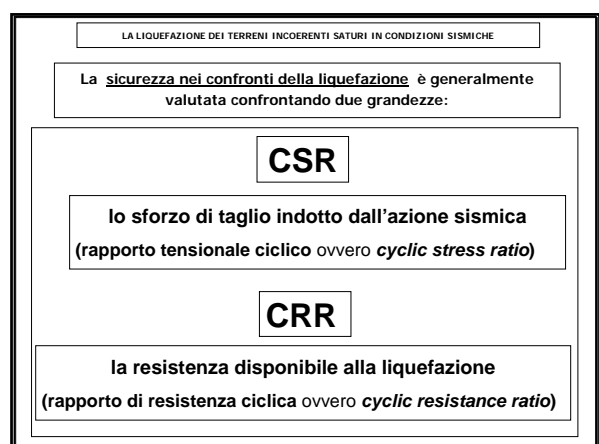 LA LIQUEFAZIONE DEI TERRENI INCOERENTI SATURI IN CONDIZIONI SISMICHE
La sicurezza nei confronti della liquefazione è generalmente
valutata confrontando due grandezze:
CSR
lo sforzo di taglio indotto dall'azione sismica
(rapporto tensionale ciclico ovvero cyclic stress ratio)
CRR
la resistenza disponibile alla liquefazione
(rapporto di resistenza ciclica ovvero cyclic resistance ratio)